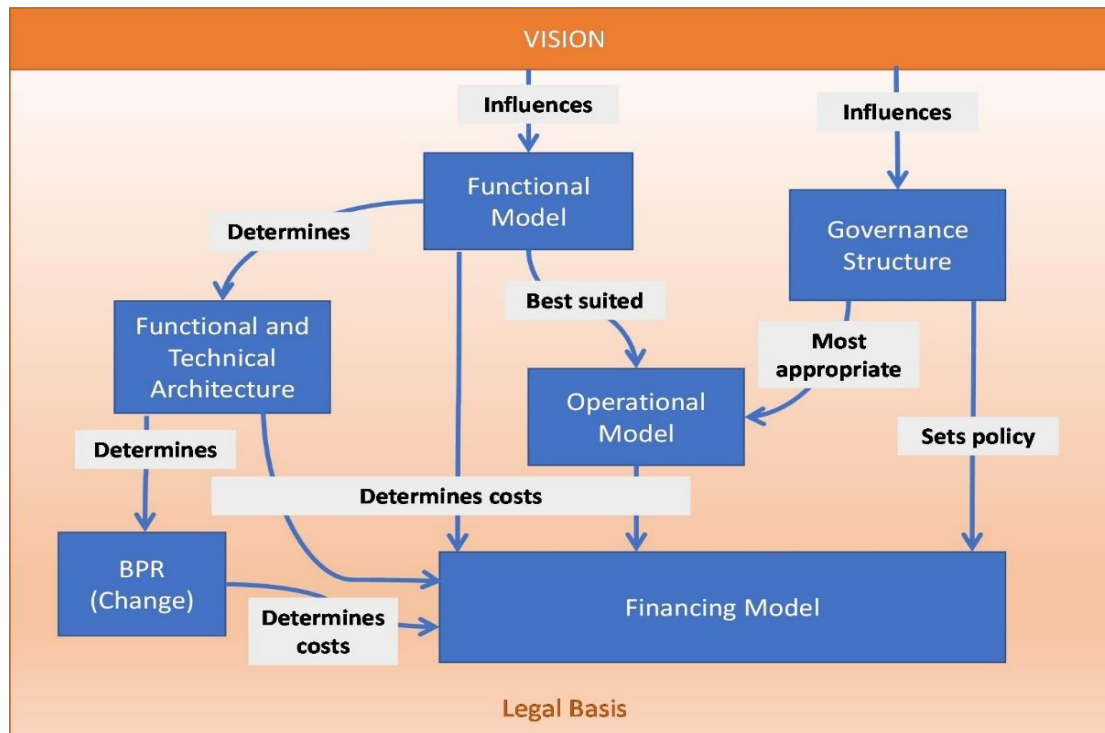 VISION
Influences
Influences
Functional
Model
Governance
Structure
Determines
Best suited
Functional and
Technical
Architecture
Most
appropriate
Operational
Model
Determines
Sets policy
Determines costs
BPR
(Change)
Financing Model
Determines
costs
Legal Basis